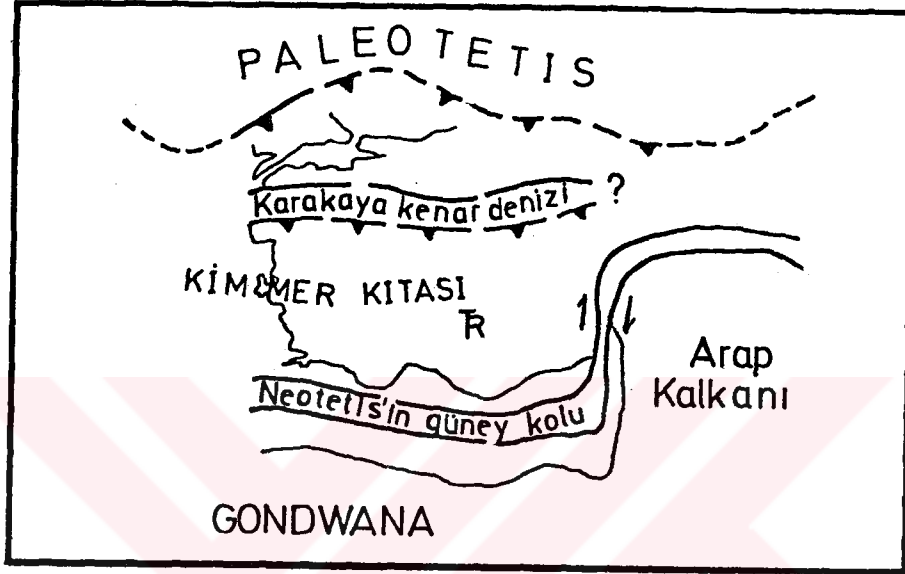 PALEOTETIS
Karakaya kenar denizi ?
KİMMER KITASI
TR
Arap
Kalkanı
Neotetis'in güney kolu
GONDWANA